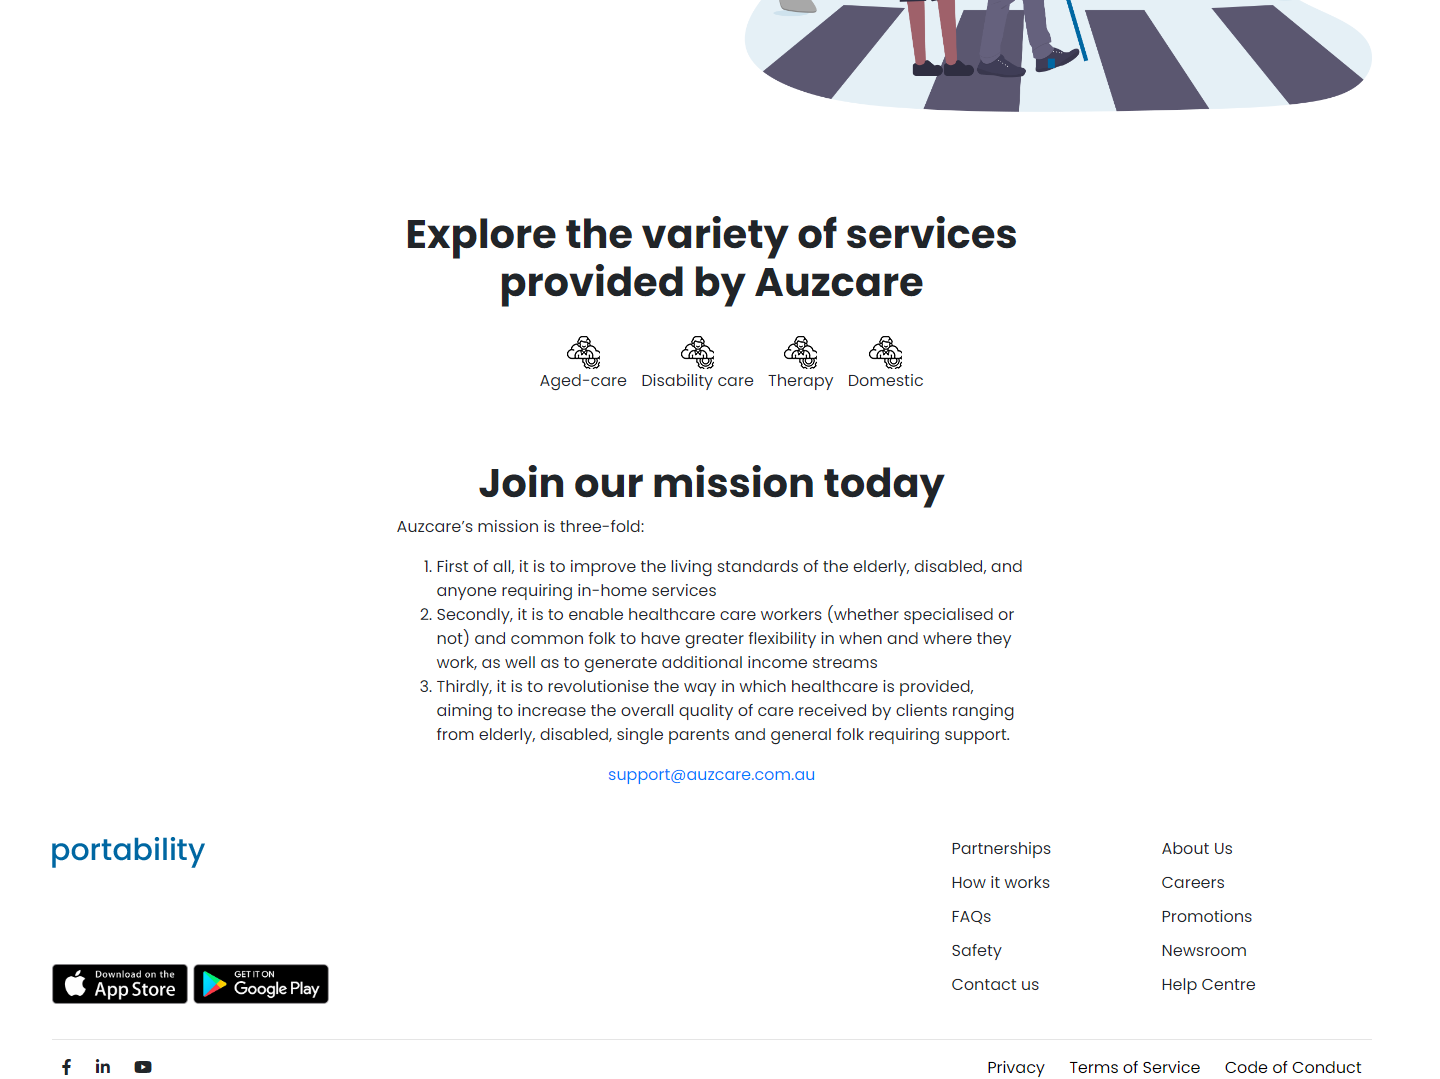 Explore the variety of services
provided by Auzcare
Aged-care
Disability care
Therapy
Domestic
Join our mission today
Auzcare’s mission is three-fold:
1. First of all, it is to improve the living standards of the elderly, disabled, and
anyone requiring in-home services
2. Secondly, it is to enable healthcare care workers (whether specialised or
not) and common folk to have greater flexibility in when and where they
work, as well as to generate additional income streams
3. Thirdly, it is to revolutionise the way in which healthcare is provided,
aiming to increase the overall quality of care received by clients ranging
from elderly, disabled, single parents and general folk requiring support.
support@auzcare.com.au
portability
Download on the
App Store
GET IT ON
Google Play
Partnerships
How it works
FAQs
Safety
Contact us
About Us
Careers
Promotions
Newsroom
Help Centre
Privacy
Terms of Service
Code of Conduct